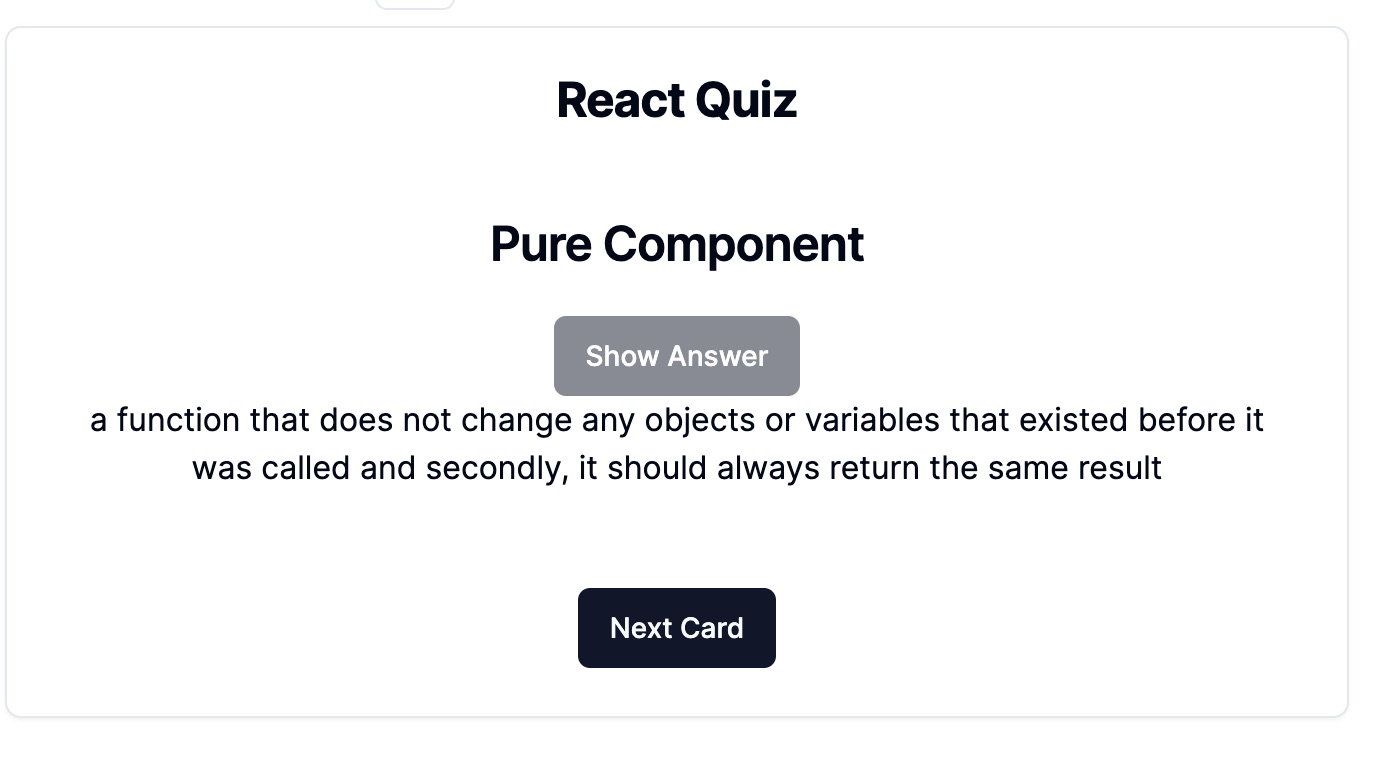 React Quiz
Pure Component
Show Answer
a function that does not change any objects or variables that existed before it
was called and secondly, it should always return the same result
Next Card